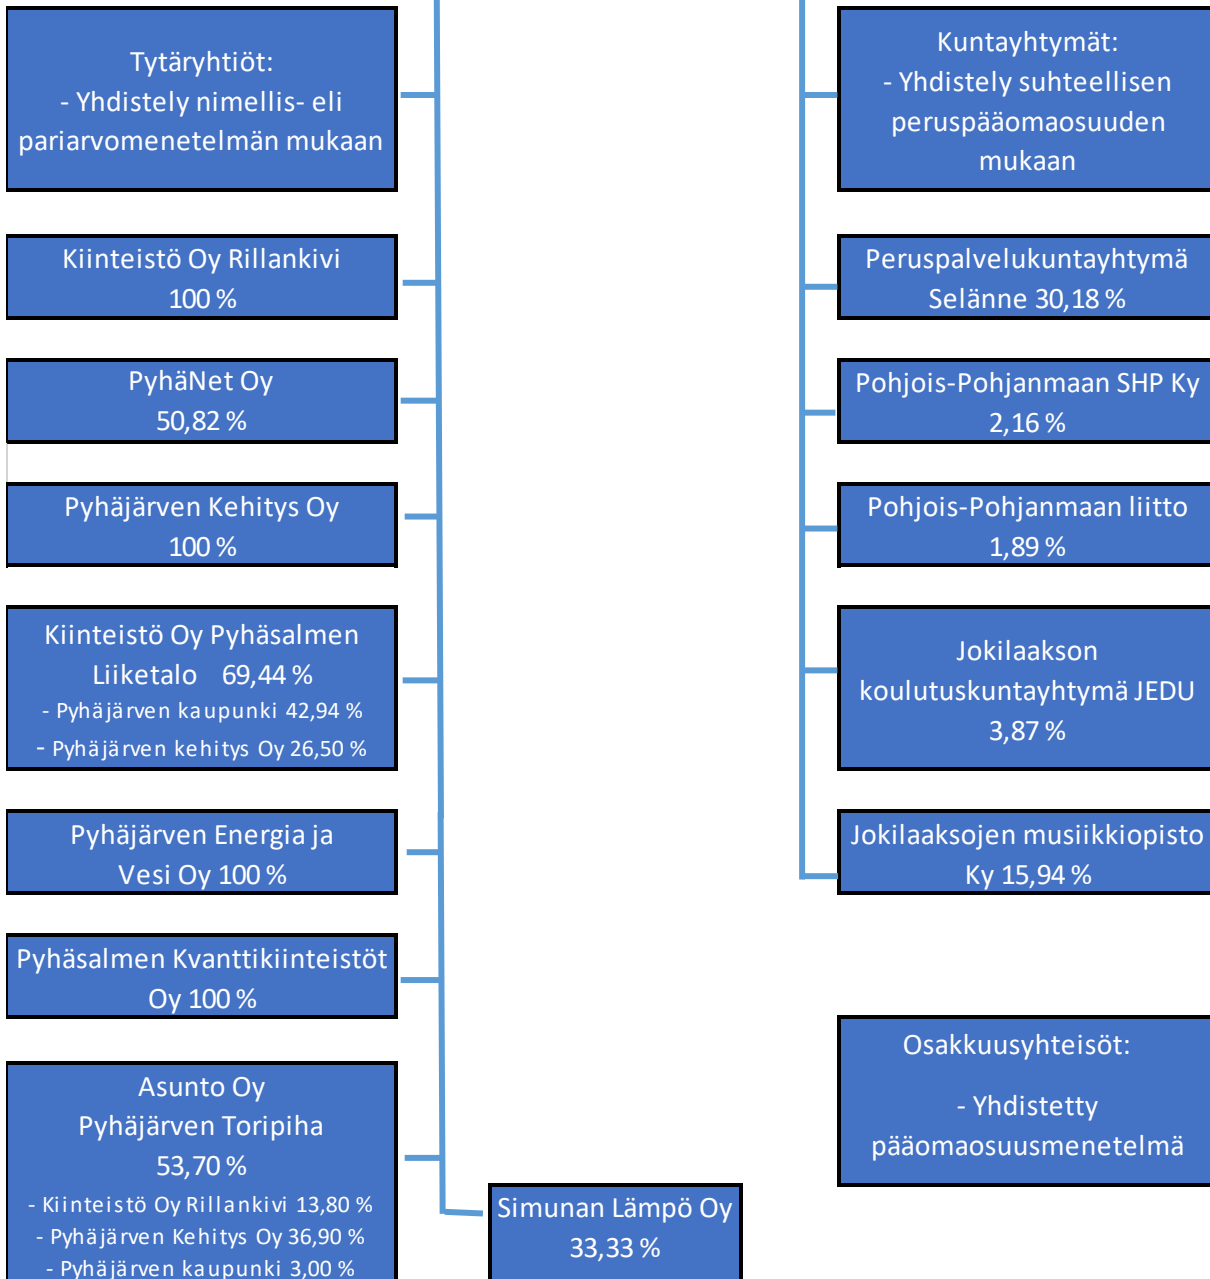 Tytäryhtiöt:
- Yhdistely nimellis- eli
pariarvomenetelmän mukaan
Kiinteistö Oy Rillankivi
100 %
PyhäNet Oy
50,82 %
Pyhäjärven Kehitys Oy
100 %
Kiinteistö Oy Pyhäsalmen
Liiketalo 69,44 %
- Pyhäjärven kaupunki 42,94 %
- Pyhäjärven kehitys Oy 26,50 %
Pyhäjärven Energia ja
Vesi Oy 100 %
Pyhäsalmen Kvanttikiinteistöt
Oy 100 %
Asunto Oy
Pyhäjärven Toripiha
53,70 %
- Kiinteistö Oy Rillankivi 13,80 %
- Pyhäjärven Kehitys Oy 36,90 %
- Pyhäjärven kaupunki 3,00 %
Simunan Lämpö Oy
33,33 %
Kuntayhtymät:
- Yhdistely suhteellisen
peruspääomaosuuden
mukaan
Peruspalvelukuntayhtymä
Selänne 30,18 %
Pohjois-Pohjanmaan SHP Ky
2,16 %
Pohjois-Pohjanmaan liitto
1,89 %
Jokilaakson
koulutuskuntayhtymä JEDU
3,87 %
Jokilaaksojen musiikkiopisto
Ky 15,94 %
Osakkuusyhteisöt:
- Yhdistetty
pääomaosuusmenetelmä